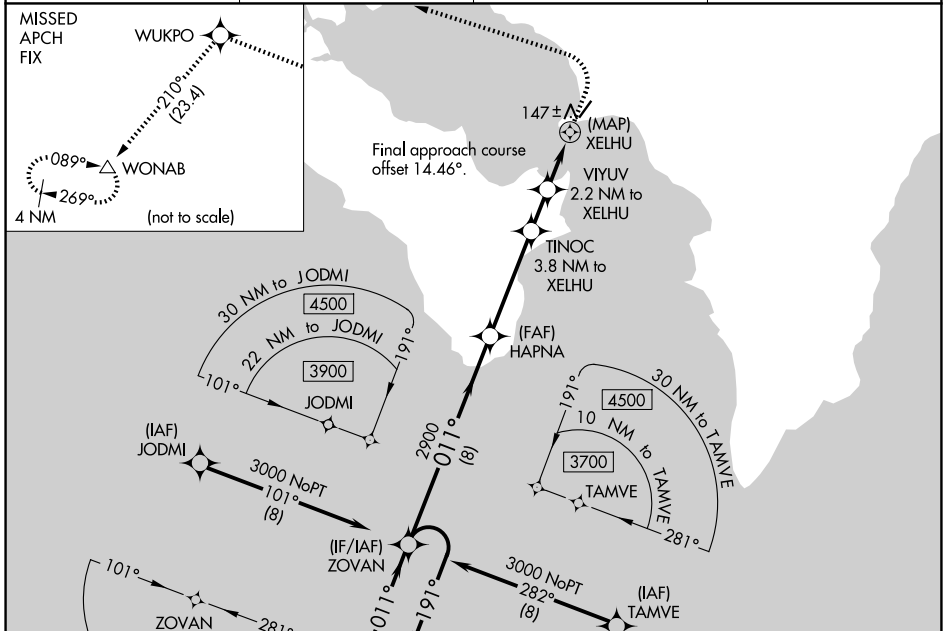 MISSED
APCH
FIX
WUKPO
210°
(23.4)
089°
WONAB
269°
4 NM
(not to scale)
147±
(MAP)
XELHU
Final approach course
offset 14.46°.
VIYUV
2.2 NM to
XELHU
TINOC
3.8 NM to
XELHU
(FAF)
HAPNA
30 NM to JODMI
4500
22 NM to JODMI
3900
191°
101°
JODMI
30 NM to TAMVE
4500
191°
10 NM to TAMVE
3700
TAMVE
281°
2900
011°
(8)
(IAF)
JODMI
3000 NoPT
101°
(8)
(IF/IAF)
ZOVAN
3000 NoPT
282°
(8)
(IAF)
TAMVE
101°
ZOVAN
281°
011°
191°